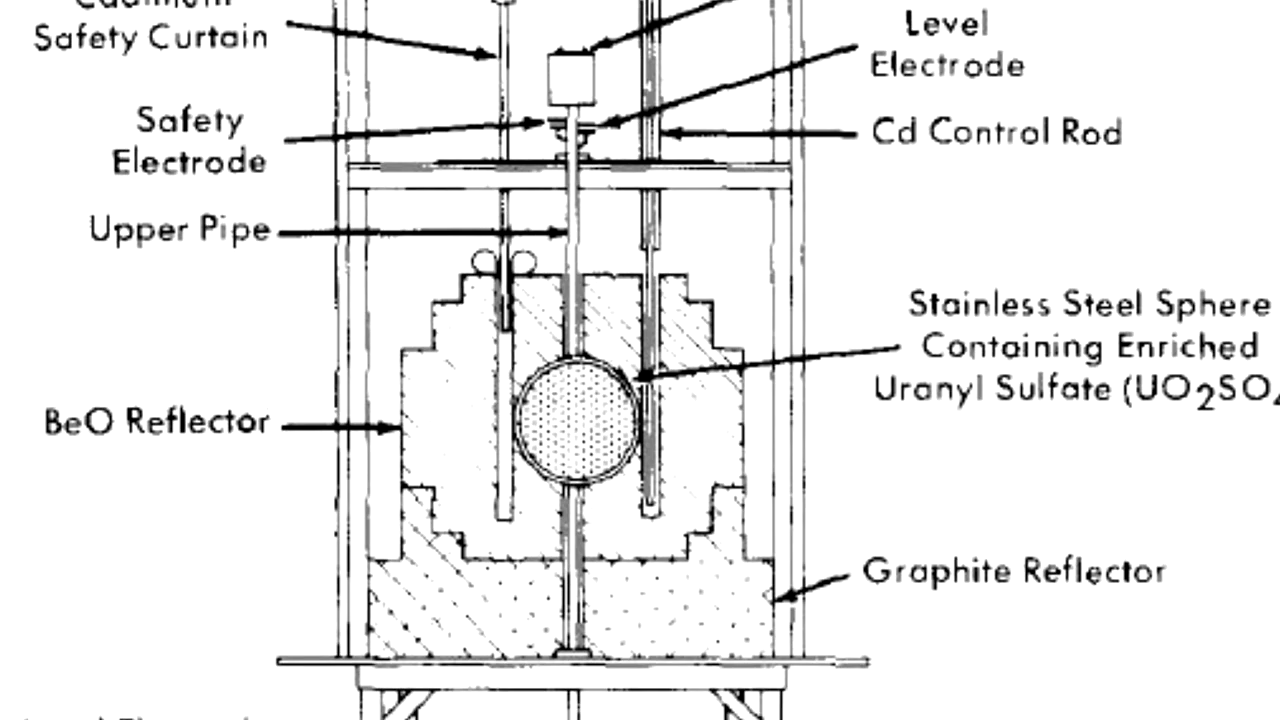 Safety Curtain
Level
Electrode
Safety
Electrode
Cd Control Rod
Upper Pipe
Stainless Steel Sphere
Containing Enriched
Uranyl Sulfate (UO2SO
BeO Reflector
Graphite Reflector